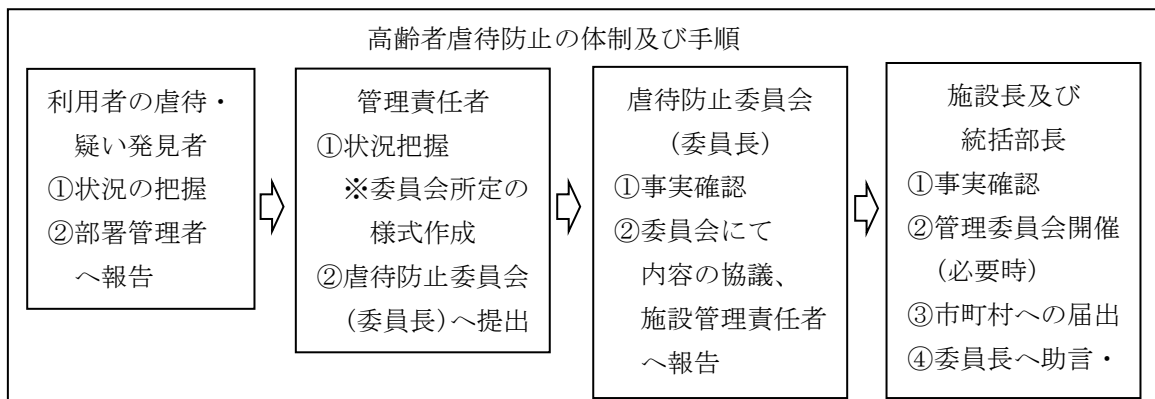 高齢者虐待防止の体制及び手順
利用者の虐待・
疑い発見者
①状況の把握
②部署管理者
へ報告
管理責任者
①状況把握
※委員会所定の
様式作成
②虐待防止委員会
(委員長)へ提出
虐待防止委員会
(委員長)
①事実確認
②委員会にて
内容の協議、
施設管理責任者
へ報告
施設長及び
統括部長
①事実確認
②管理委員会開催
(必要時)
③市町村への届出
④委員長へ助言・